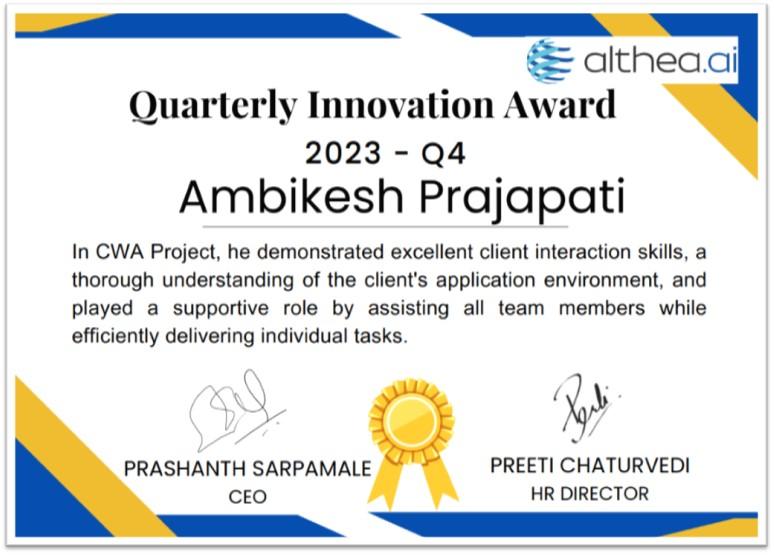 althea.ai
Quarterly Innovation Award
2023 - Q4
Ambikesh Prajapati
In CWA Project, he demonstrated excellent client interaction skills, a
thorough understanding of the client's application environment, and
played a supportive role by assisting all team members while
efficiently delivering individual tasks.
PRASHANTH SARPAMALE
CEO
PREETI CHATURVEDI
HR DIRECTOR